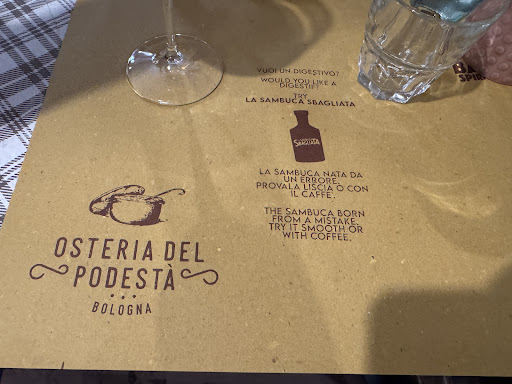 VUOI UN DIGESTIVO?
WOULD YOU LIKE A
DIGESTIF?
TRY
LA SAMBUCA SBAGLIATA
SBAGLIATA
LA SAMBUCA NATA DA
UN ERRORE.
PROVALA LISCIA O CON
IL CAFFÈ.
THE SAMBUCA BORN
FROM A MISTAKE.
TRY IT SMOOTH OR
WITH COFFEE.
OSTERIA DEL
PODESTÀ
BOLOGNA